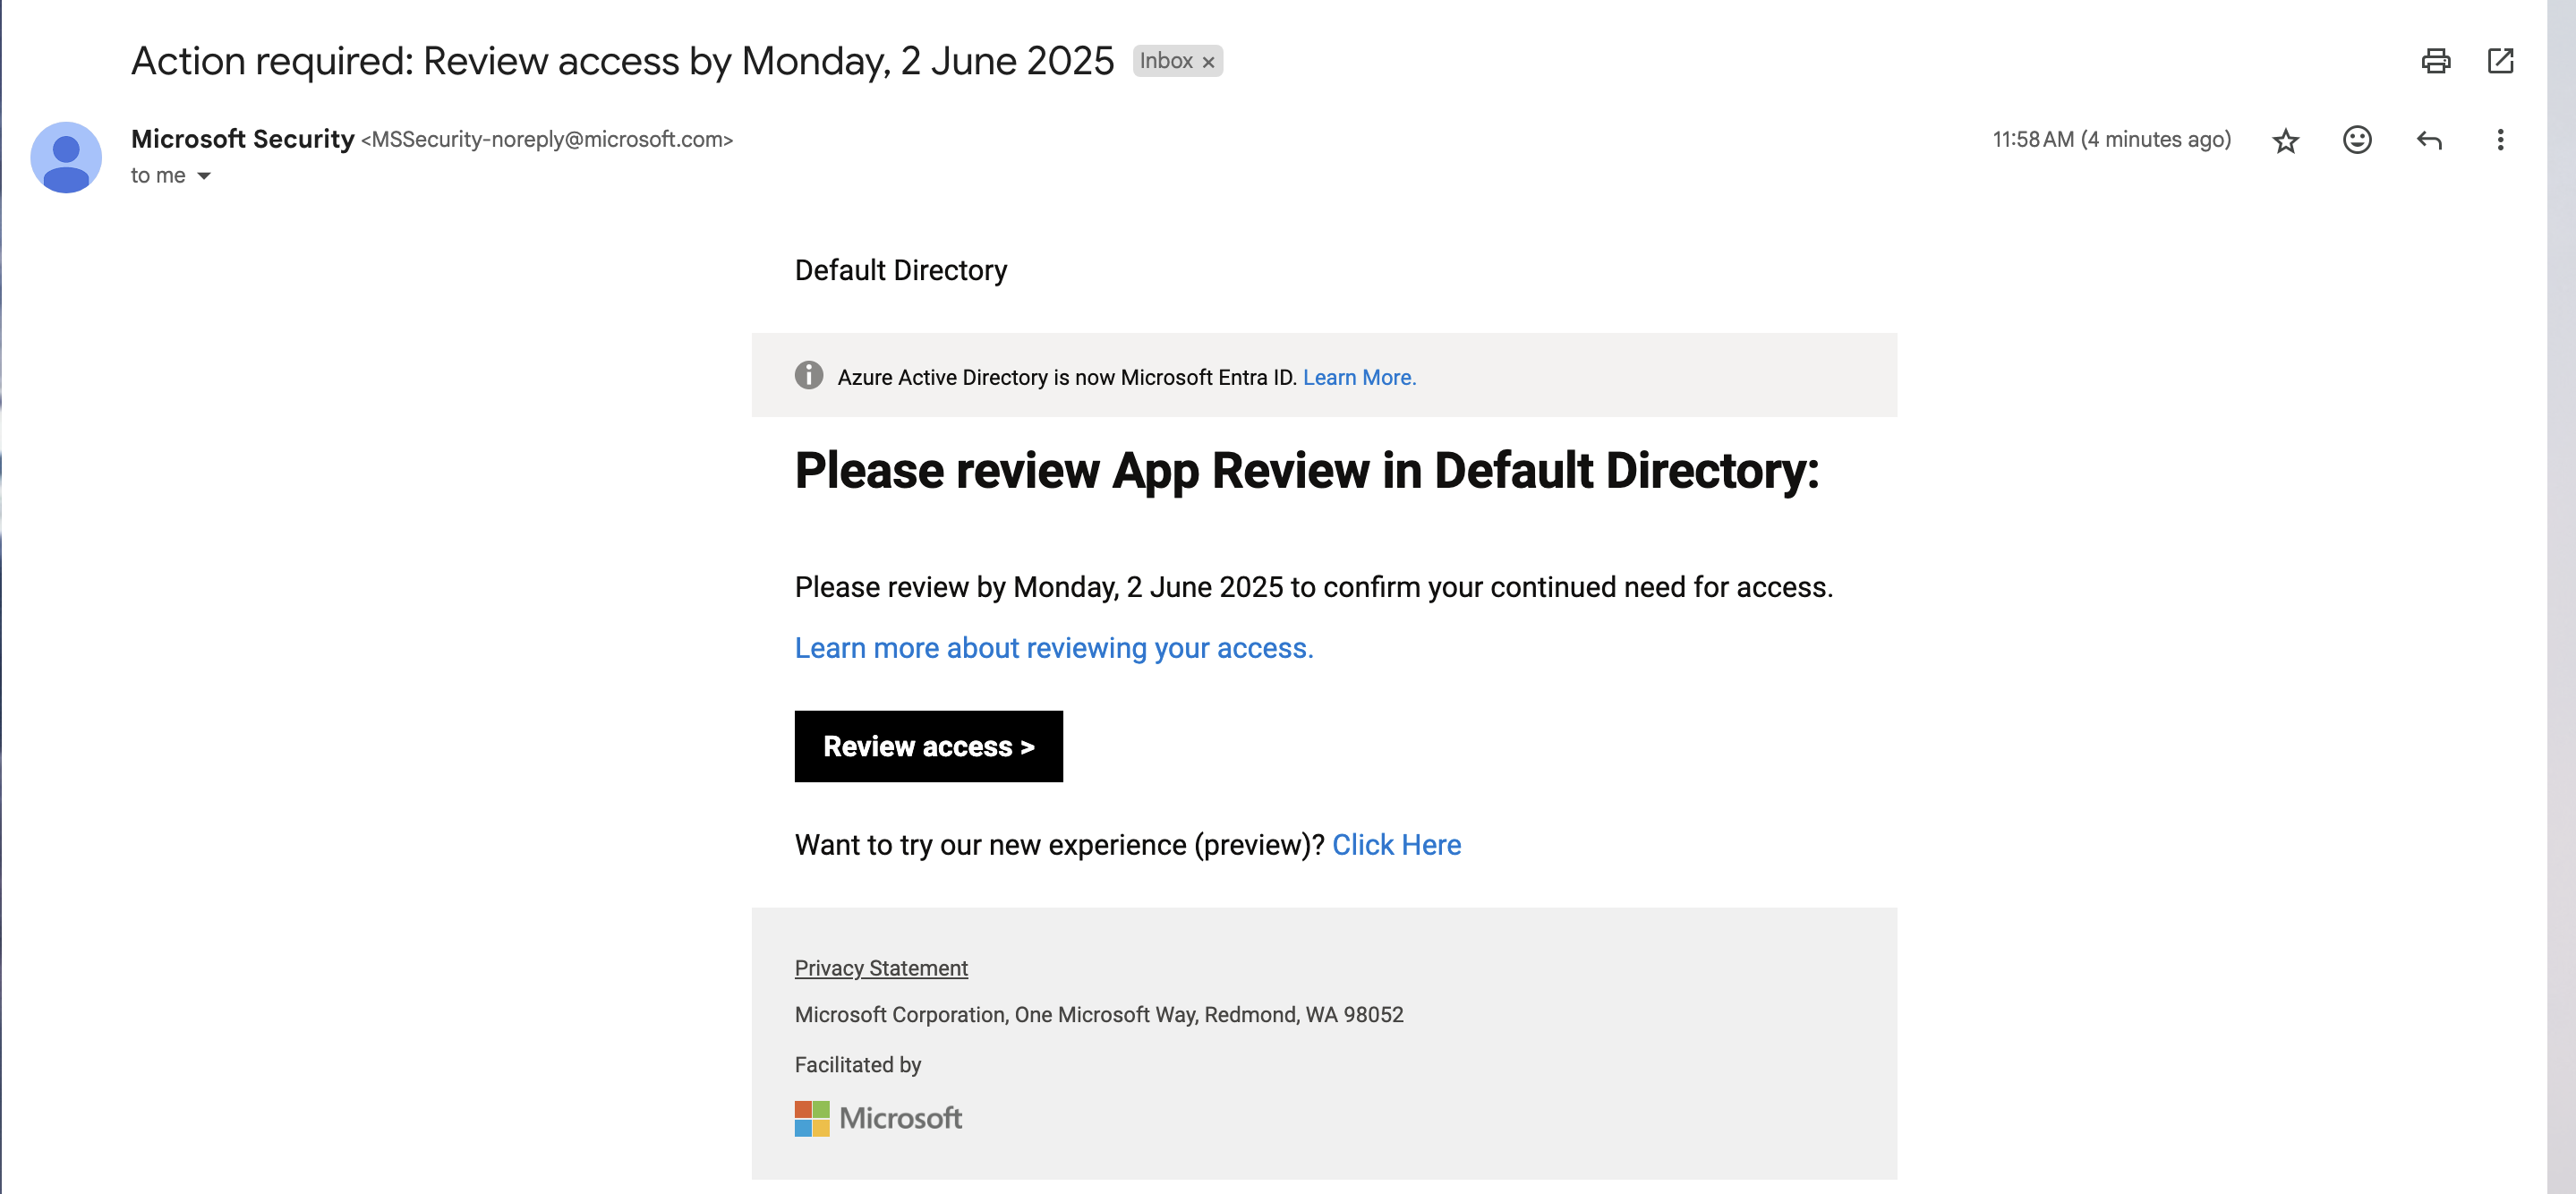 Action required: Review access by Monday, 2 June 2025 Inbox ×
Microsoft Security <MSSecurity-noreply@microsoft.com> 11:58 AM (4 minutes ago)
to me
Default Directory
Azure Active Directory is now Microsoft Entra ID. Learn More.
Please review App Review in Default Directory:
Please review by Monday, 2 June 2025 to confirm your continued need for access.
Learn more about reviewing your access.
Review access >
Want to try our new experience (preview)? Click Here
Privacy Statement
Microsoft Corporation, One Microsoft Way, Redmond, WA 98052
Facilitated by
Microsoft